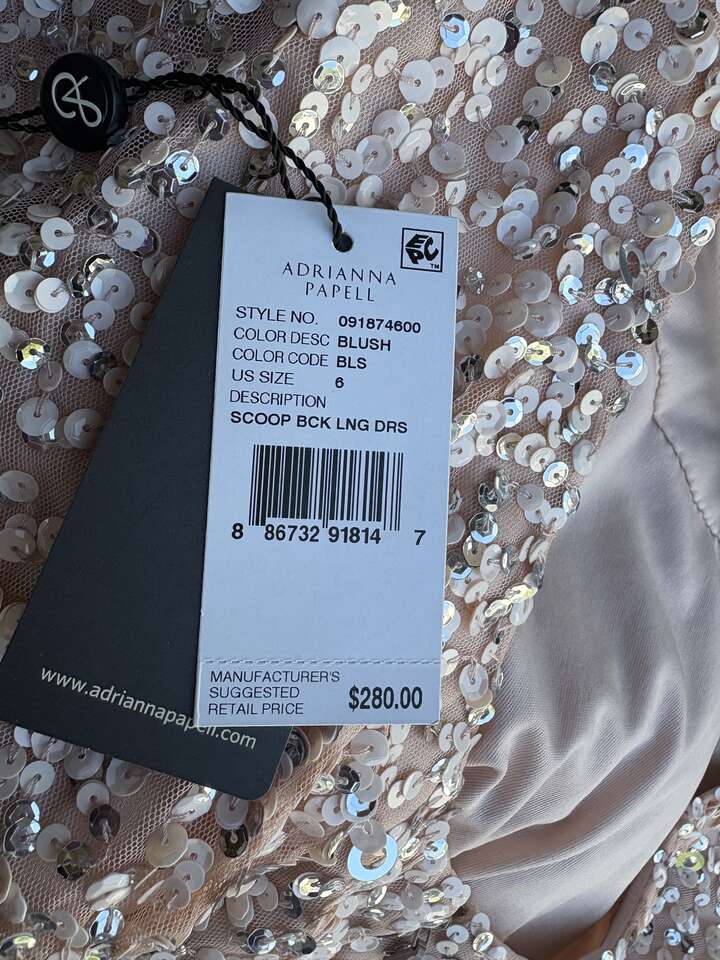 EPC™
ADRIANNA
PAPELL
STYLE NO. 091874600
COLOR DESC BLUSH
COLOR CODE BLS
US SIZE 6
DESCRIPTION
SCOOP BCK LNG DRS
8 86732 91814 7
MANUFACTURER'S
SUGGESTED
RETAIL PRICE $280.00
www.adriannapapell.com